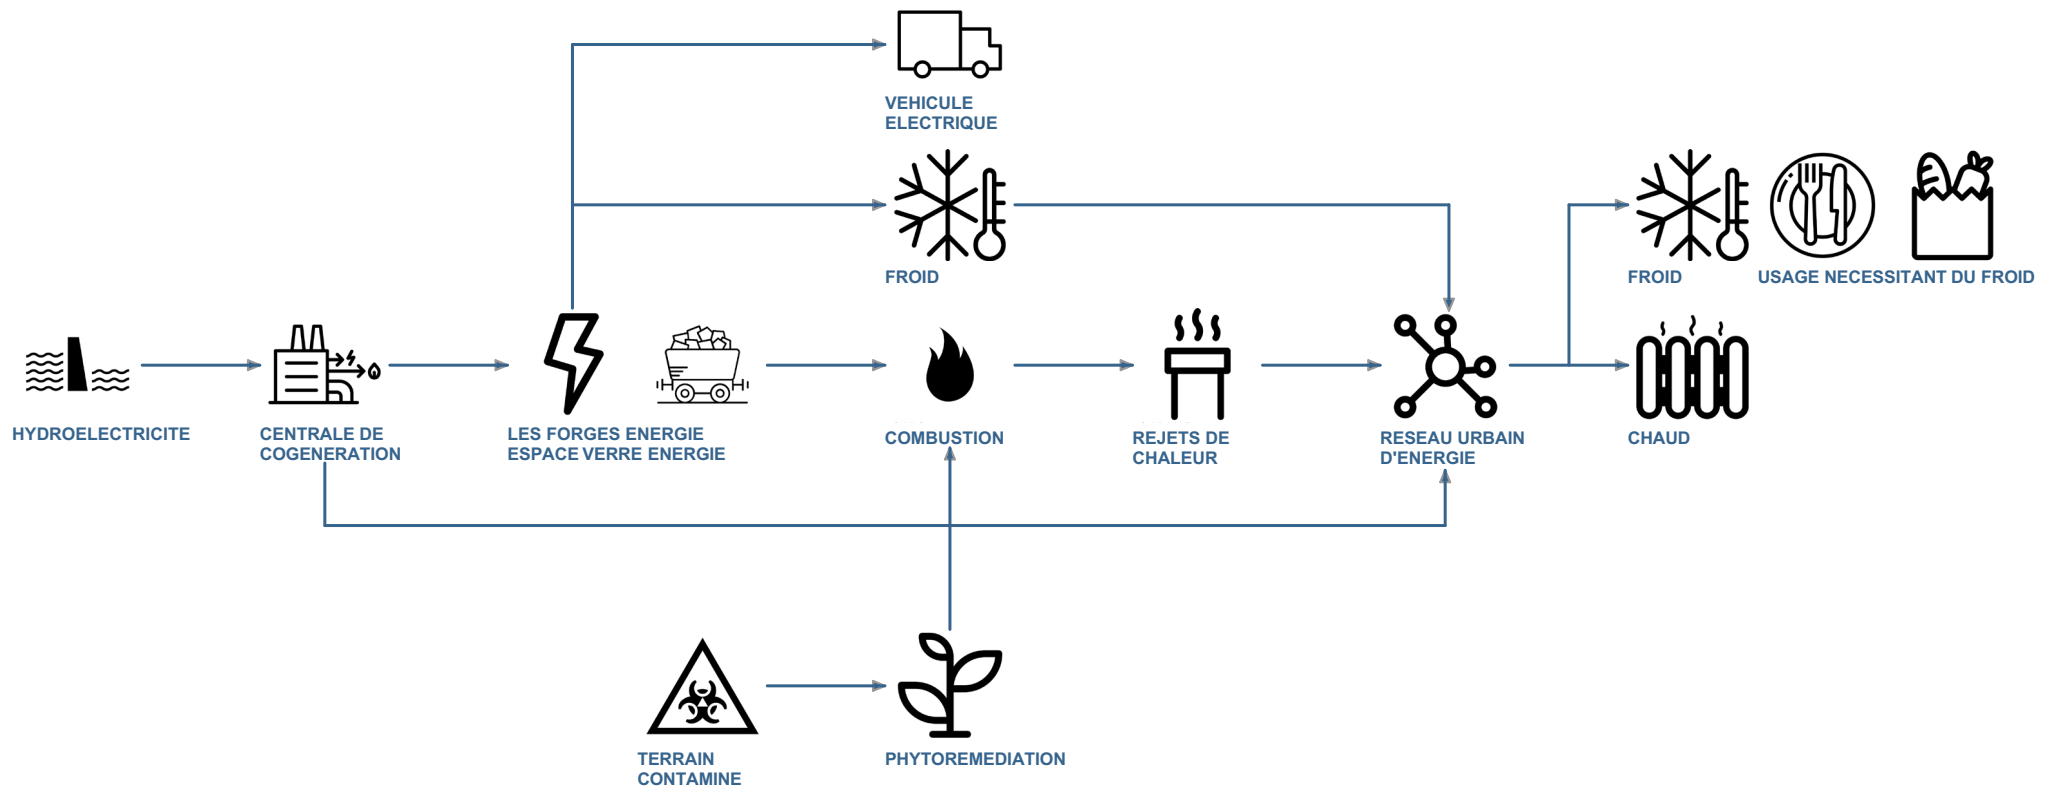 VEHICULE
ELECTRIQUE
FROID
FROID
USAGE NECESSITANT DU FROID
HYDROELECTRICITE
CENTRALE DE
COGENERATION
LES FORGES ENERGIE
ESPACE VERRE ENERGIE
COMBUSTION
REJETS DE
CHALEUR
RESEAU URBAIN
D'ENERGIE
CHAUD
TERRAIN
CONTAMINE
PHYTOREMEDIATION